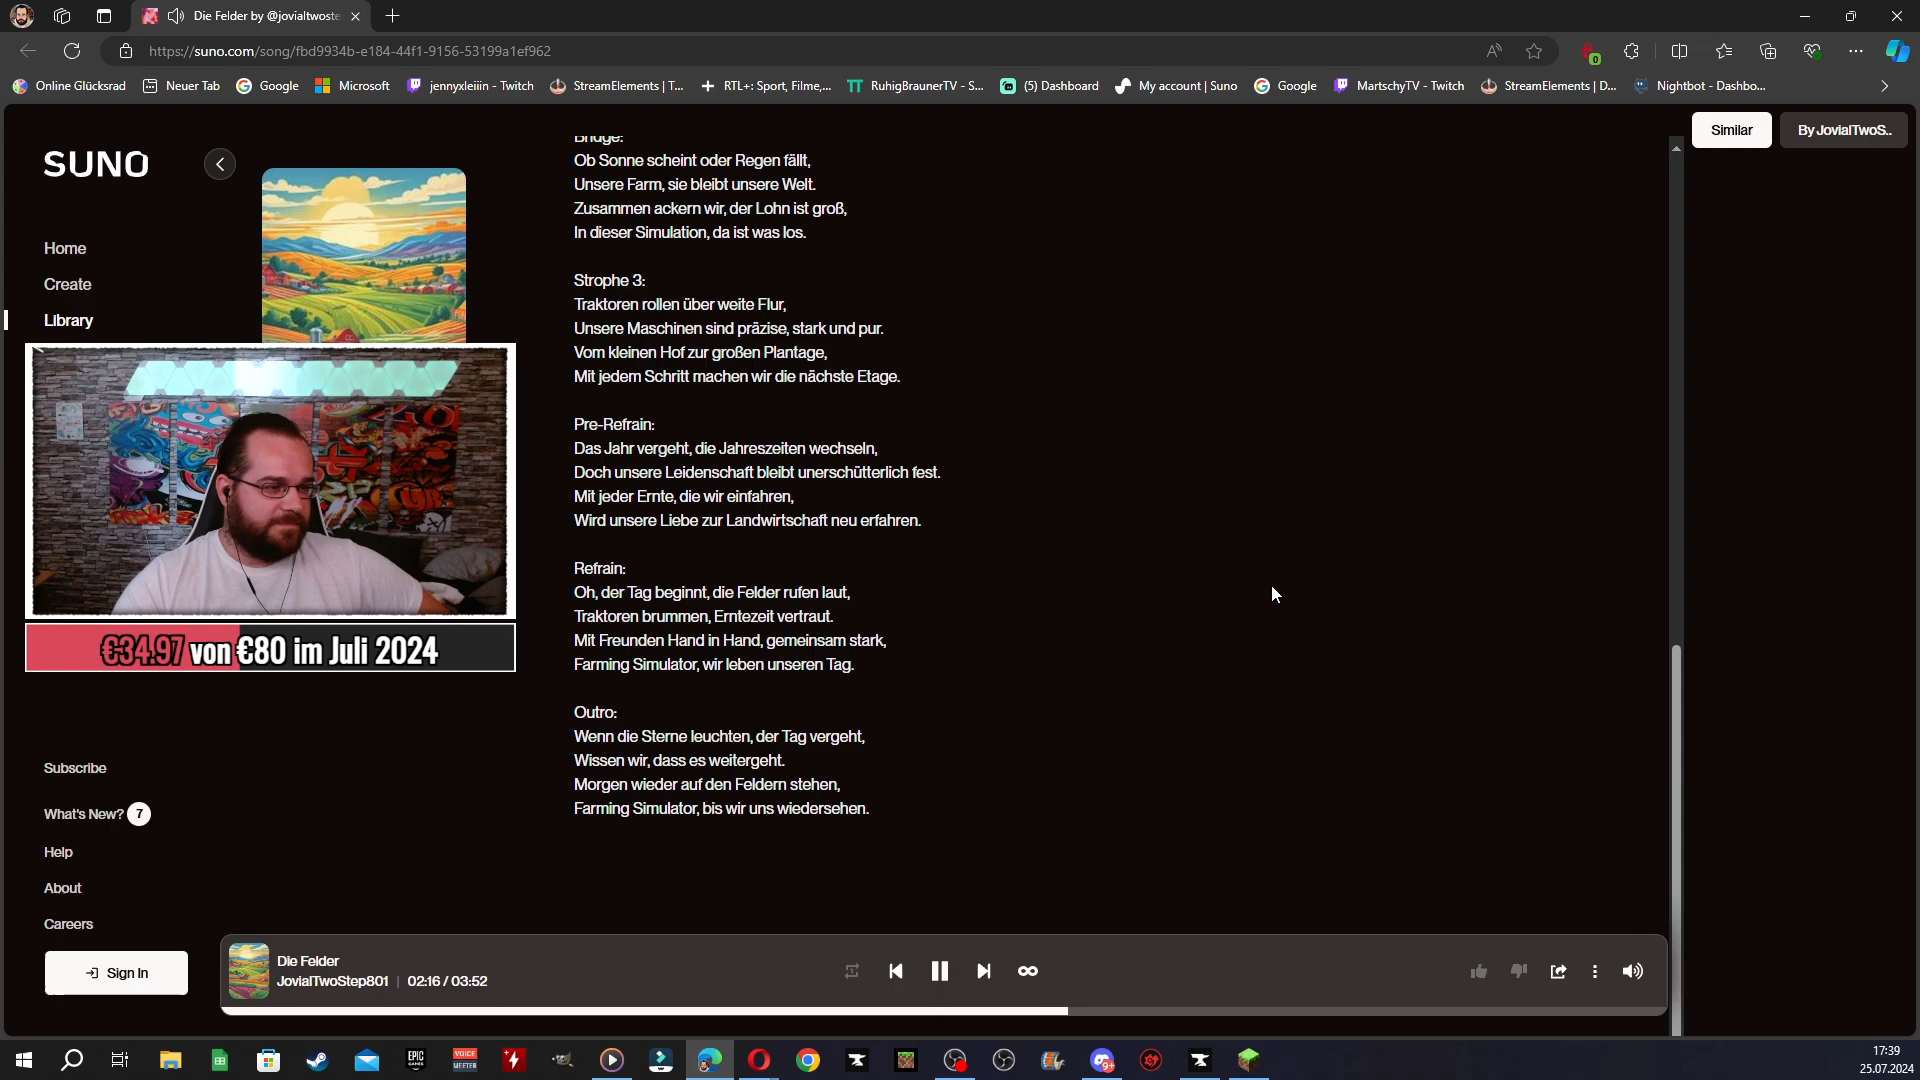 Die Felder by @jovialtwoste
https://suno.com/song/fbd9934b-e184-44f1-9156-53199a1ef962
0
Online Glücksrad
Neuer Tab
Google
Microsoft
jennyxleiiin - Twitch
StreamElements | T...
RTL+: Sport, Filme,...
RuhigBraunerTV - S...
(5) Dashboard
My account | Suno
Google
MartschyTV - Twitch
StreamElements | D...
Nightbot - Dashbo...
Similar
By JovialTwoS..
SUNO
Home
Create
Library
Bridge:
Ob Sonne scheint oder Regen fällt,
Unsere Farm, sie bleibt unsere Welt.
Zusammen ackern wir, der Lohn ist groß,
In dieser Simulation, da ist was los.
Strophe 3:
Traktoren rollen über weite Flur,
Unsere Maschinen sind präzise, stark und pur.
Vom kleinen Hof zur großen Plantage,
Mit jedem Schritt machen wir die nächste Etage.
Pre-Refrain:
Das Jahr vergeht, die Jahreszeiten wechseln,
Doch unsere Leidenschaft bleibt unerschütterlich fest.
Mit jeder Ernte, die wir einfahren,
Wird unsere Liebe zur Landwirtschaft neu erfahren.
Refrain:
Oh, der Tag beginnt, die Felder rufen laut,
Traktoren brummen, Erntezeit vertraut.
Mit Freunden Hand in Hand, gemeinsam stark,
Farming Simulator, wir leben unseren Tag.
Outro:
Wenn die Sterne leuchten, der Tag vergeht,
Wissen wir, dass es weitergeht.
Morgen wieder auf den Feldern stehen,
Farming Simulator, bis wir uns wiedersehen.
€34.97 von €80 im Juli 2024
Subscribe
What's New? 7
Help
About
Careers
Sign In
Die Felder
JovialTwoStep801 | 02:16 / 03:52
EPIC GAMES
VOICE MEETER
9+
17:39
25.07.2024